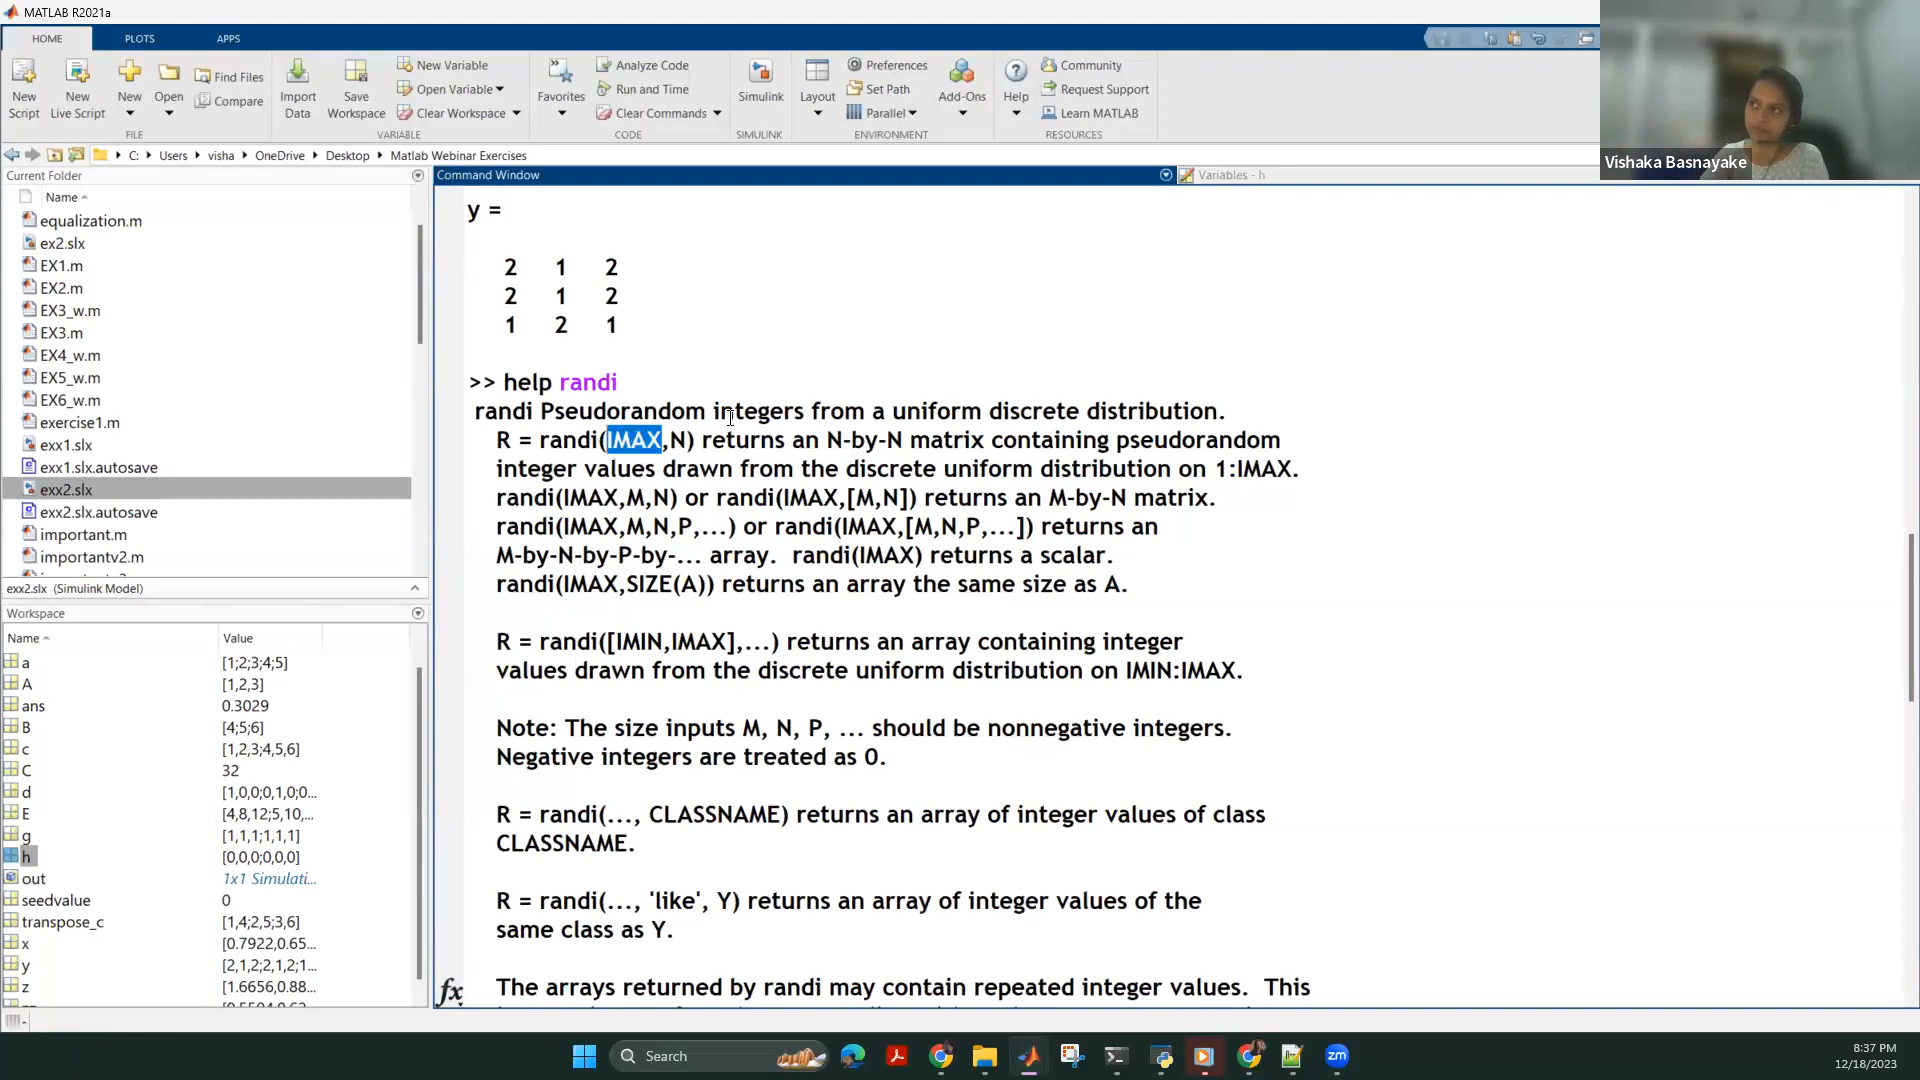 MATLAB R2021a
HOME PLOTS APPS
New Script
New Live Script
New
Open
Find Files
Compare
Import Data
Save Workspace
New Variable
Open Variable
Clear Workspace
Favorites
Analyze Code
Run and Time
Clear Commands
Simulink
Layout
Preferences
Set Path
Parallel
Add-Ons
Help
Community
Request Support
Learn MATLAB
FILE VARIABLE CODE SIMULINK ENVIRONMENT RESOURCES
C: Users visha OneDrive Desktop Matlab Webinar Exercises
Vishaka Basnayake
Current Folder
Name
equalization.m
ex2.slx
EX1.m
EX2.m
EX3_w.m
EX3.m
EX4_w.m
EX5_w.m
EX6_w.m
exercise1.m
exx1.slx
exx1.slx.autosave
exx2.slx
exx2.slx.autosave
important.m
importantv2.m
exx2.slx (Simulink Model)
Workspace
Name Value
a [1;2;3;4;5]
A [1,2,3]
ans 0.3029
B [4;5;6]
c [1,2,3;4,5,6]
C 32
d [1,0,0;0,1,0;0...
E [4,8,12;5,10,...
g [1,1,1;1,1,1]
h [0,0,0;0,0,0]
out 1x1 Simulati...
seedvalue 0
transpose_c [1,4;2,5;3,6]
x [0.7922,0.65...
y [2,1,2;2,1,2;1...
z [1.6656,0.88...
Command Window
Variables - h
y =
2 1 2
2 1 2
1 2 1
>> help randi
randi Pseudorandom integers from a uniform discrete distribution.
R = randi(IMAX,N) returns an N-by-N matrix containing pseudorandom
integer values drawn from the discrete uniform distribution on 1:IMAX.
randi(IMAX,M,N) or randi(IMAX,[M,N]) returns an M-by-N matrix.
randi(IMAX,M,N,P,...) or randi(IMAX,[M,N,P,...]) returns an
M-by-N-by-P-by-... array. randi(IMAX) returns a scalar.
randi(IMAX,SIZE(A)) returns an array the same size as A.
R = randi([IMIN,IMAX],...) returns an array containing integer
values drawn from the discrete uniform distribution on IMIN:IMAX.
Note: The size inputs M, N, P, ... should be nonnegative integers.
Negative integers are treated as 0.
R = randi(..., CLASSNAME) returns an array of integer values of class
CLASSNAME.
R = randi(..., 'like', Y) returns an array of integer values of the
same class as Y.
fx
The arrays returned by randi may contain repeated integer values. This
Search
zm
8:37 PM
12/18/2023